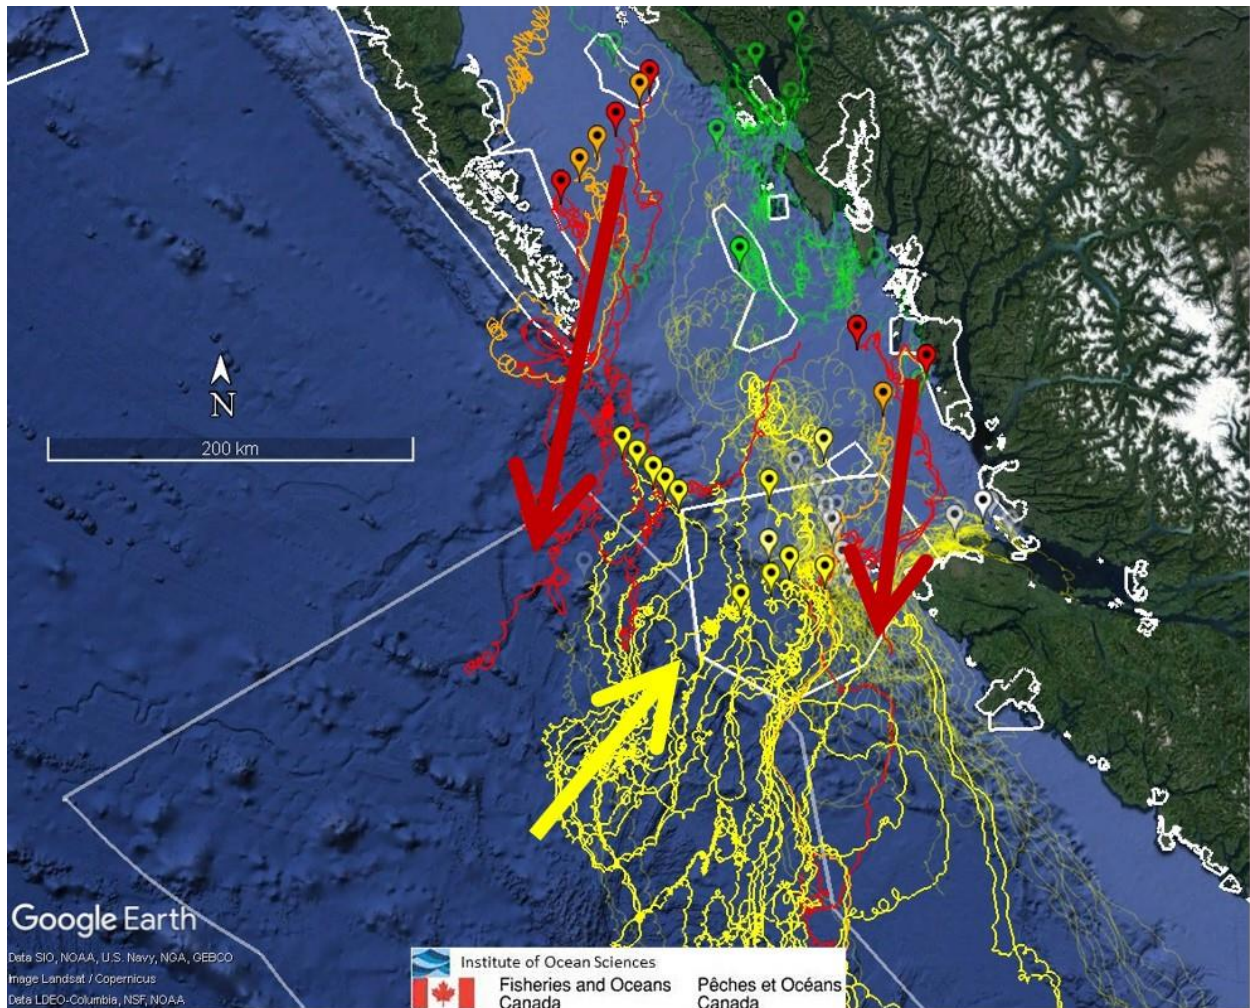 N
200 km
Google Earth
Data SIO, NOAA, U.S. Navy, NGA, GEBCO
Image Landsat / Copernicus
Data LDEO-Columbia, NSF, NOAA
Institute of Ocean Sciences
Fisheries and Oceans
Canada
Pêches et Océans
Canada